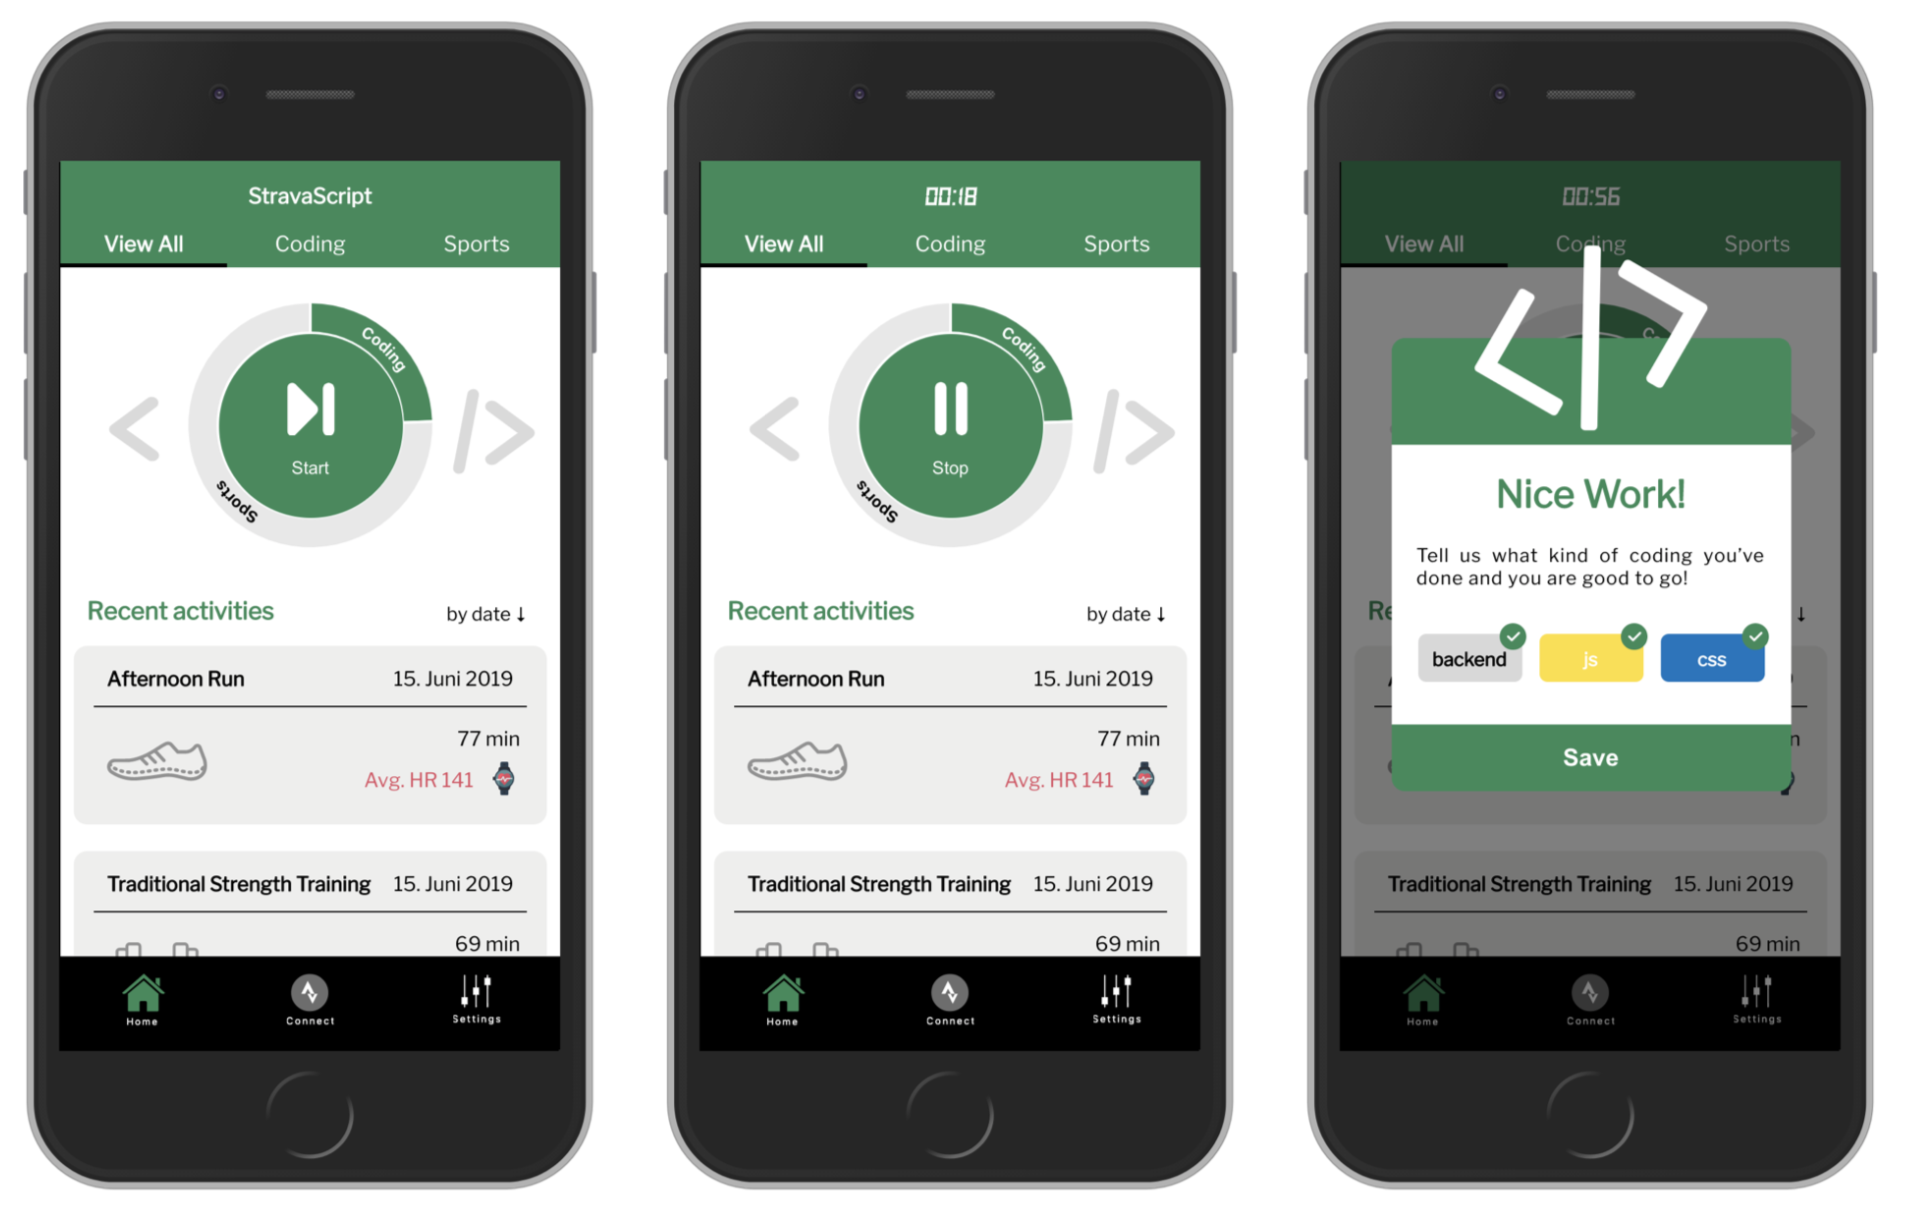 StravaScript
View All Coding Sports
Coding
Start
Sports
Recent activities by date ↓
Afternoon Run 15. Juni 2019
77 min
Avg. HR 141
Traditional Strength Training 15. Juni 2019
69 min
Home Connect Settings
00:18
View All Coding Sports
Coding
Stop
Sports
Recent activities by date ↓
Afternoon Run 15. Juni 2019
77 min
Avg. HR 141
Traditional Strength Training 15. Juni 2019
69 min
Home Connect Settings
00:56
View All Coding Sports
</>
Nice Work!
Tell us what kind of coding you've
done and you are good to go!
backend js css
Save
Traditional Strength Training 15. Juni 2019
69 min
Home Connect Settings